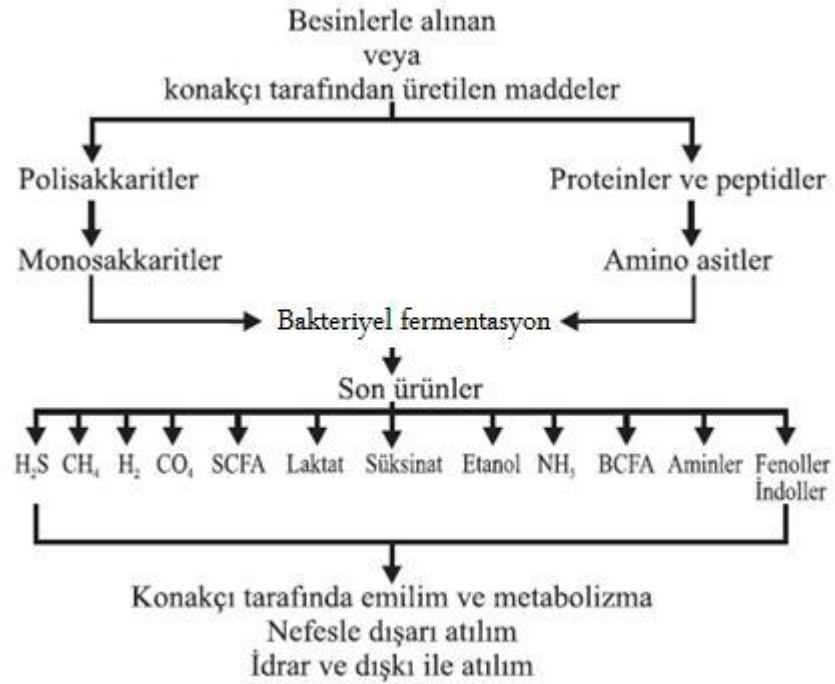 Besinlerle alınan
veya
konakçı tarafından üretilen maddeler
Polisakkaritler
Proteinler ve peptidler
Monosakkaritler
Amino asitler
Bakteriyel fermentasyon
Son ürünler
H₂S CH₄ H₂ CO₄ SCFA Laktat Süksinat Etanol NH₅ BCFA Aminler Fenoller
İndoller
Konakçı tarafında emilim ve metabolizma
Nefesle dışarı atılım
İdrar ve dışkı ile atılım